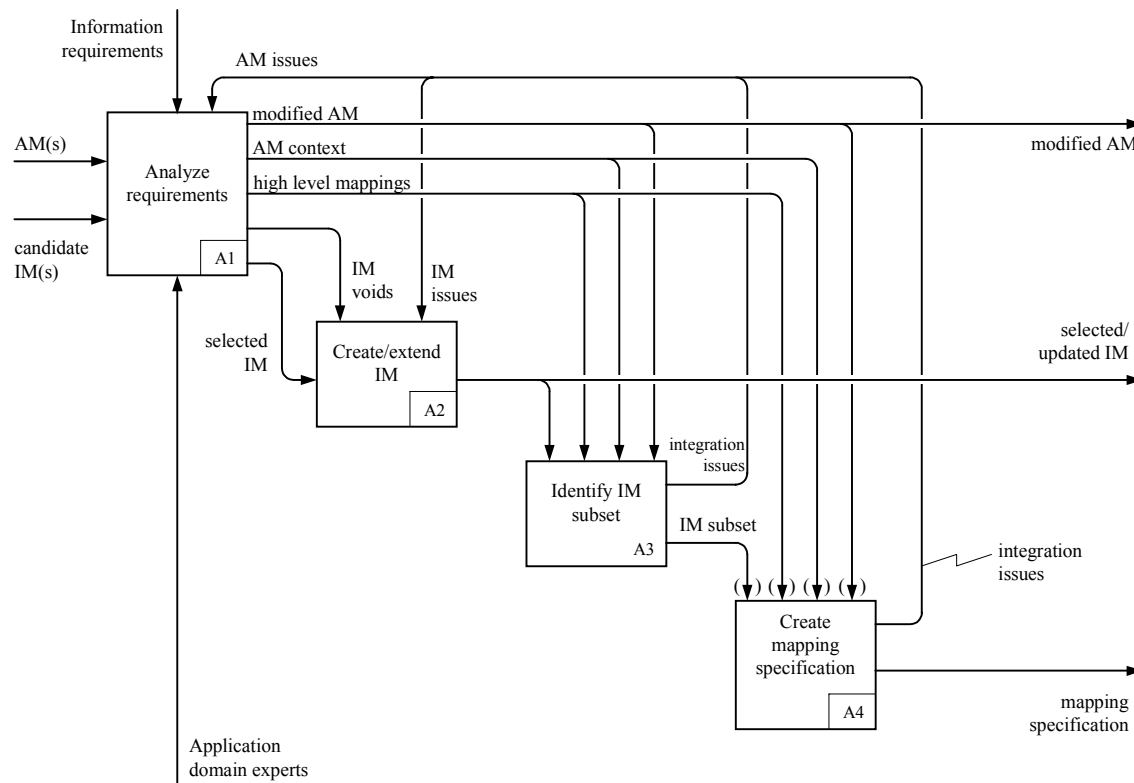 Information
requirements
AM issues
modified AM
AM(s)
AM context
modified AM
Analyze
requirements
high level mappings
candidate
IM(s)
A1
IM
voids
IM
issues
selected
IM
selected/
updated IM
Create/extend
IM
A2
integration
issues
Identify IM
subset
IM subset
A3
integration
issues
( ) ( ) ( ) ( )
Create
mapping
specification
A4
mapping
specification
Application
domain experts